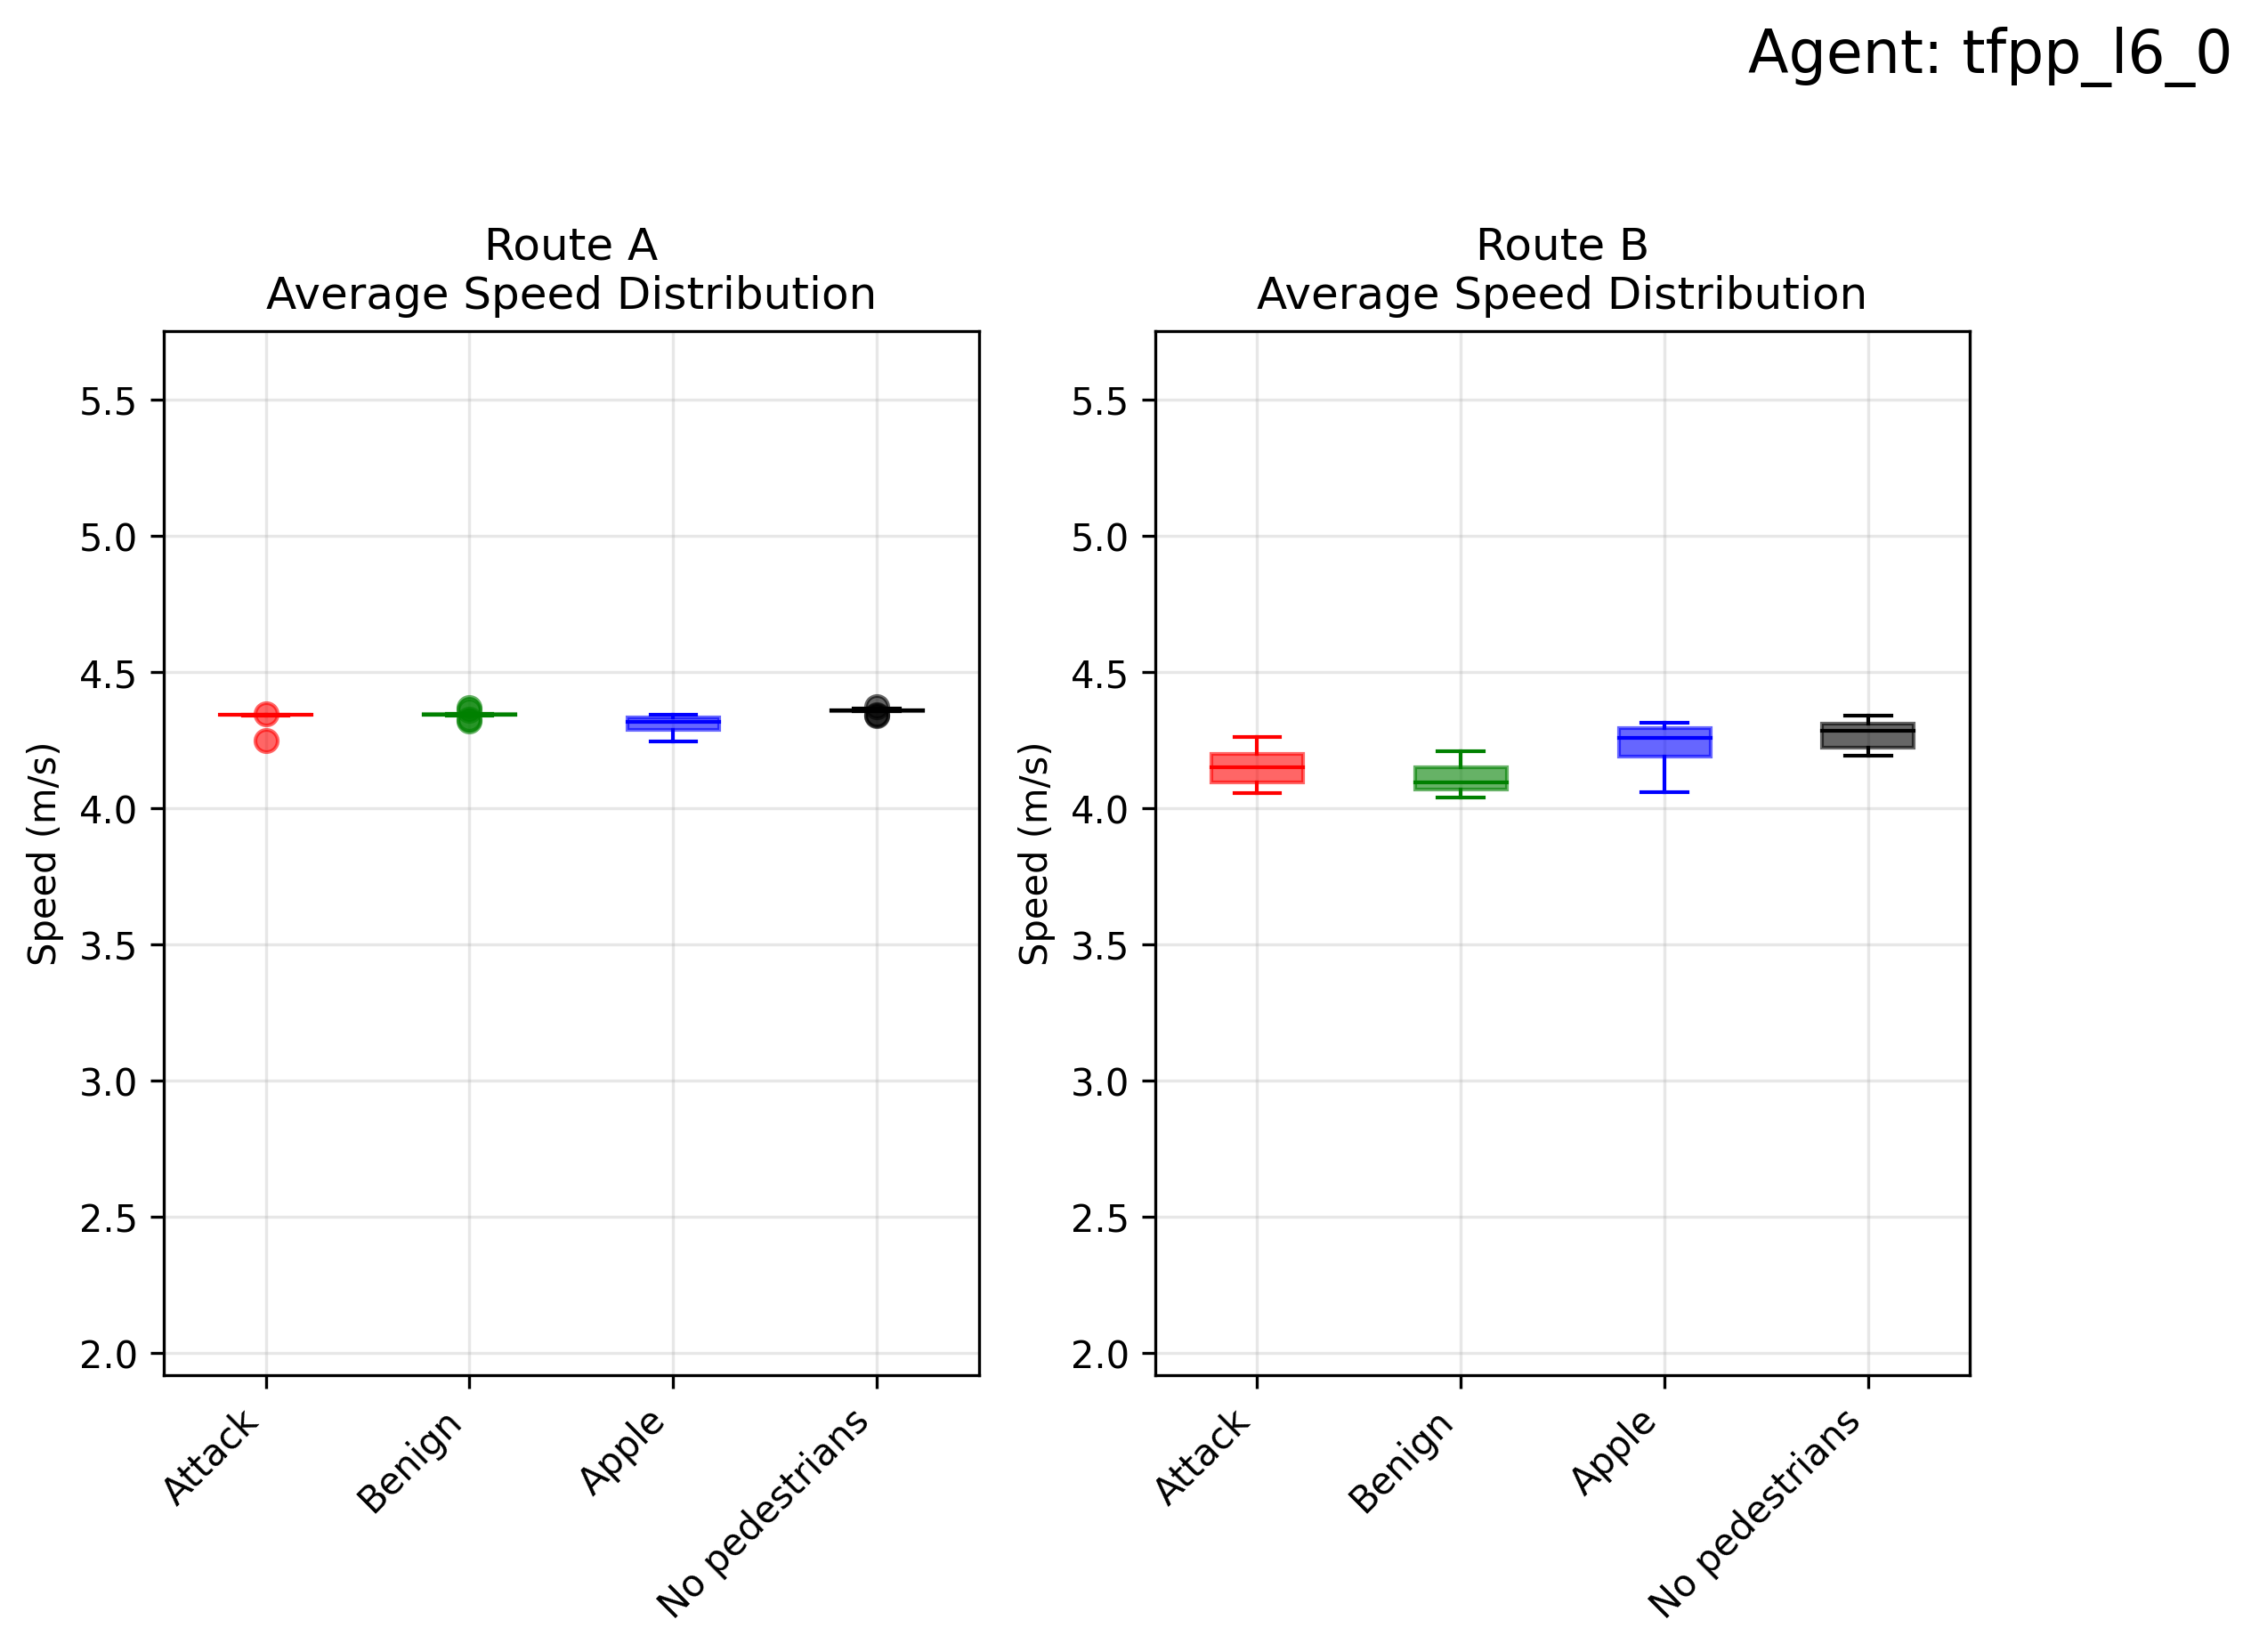 Agent: tfpp_l6_0
Route A
Average Speed Distribution
Speed (m/s)
5.5
5.0
4.5
4.0
3.5
3.0
2.5
2.0
Attack
Benign
Apple
No pedestrians
Route B
Average Speed Distribution
Speed (m/s)
5.5
5.0
4.5
4.0
3.5
3.0
2.5
2.0
Attack
Benign
Apple
No pedestrians